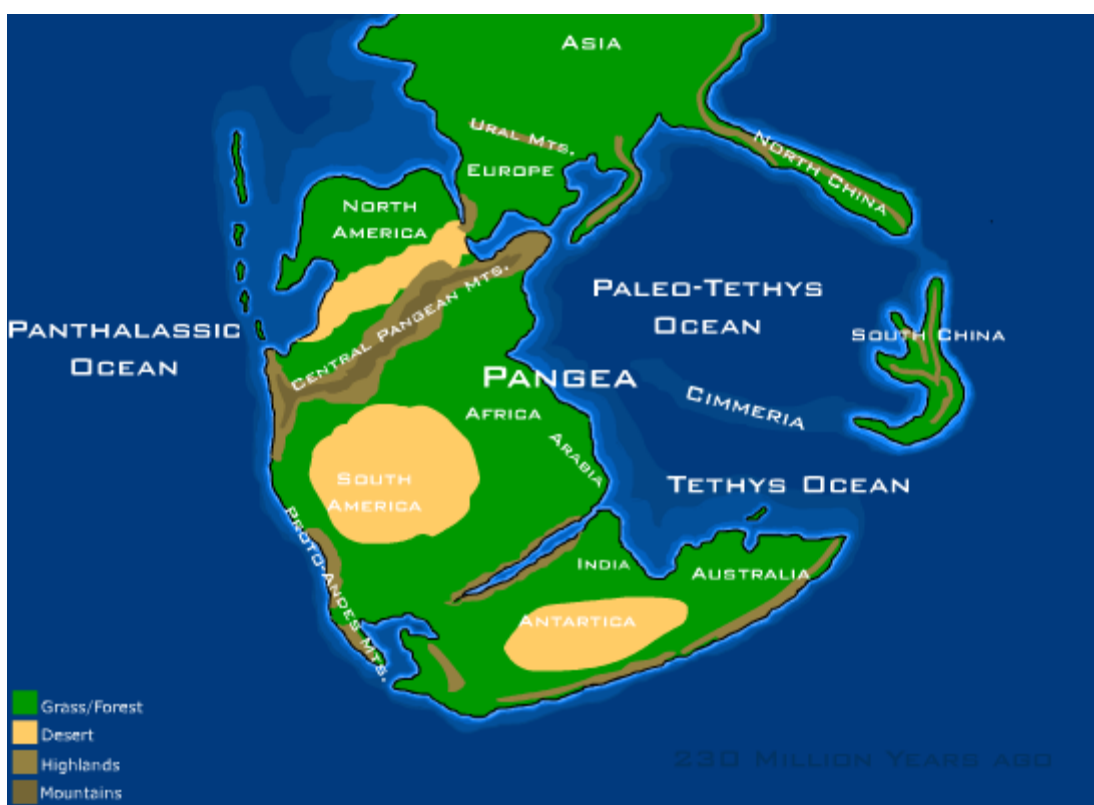 ASIA
URAL MTS.
EUROPE
NORTH CHINA
NORTH
AMERICA
PANTHALASSIC
OCEAN
CENTRAL PANGEAN MTS.
PALEO-TETHYS
OCEAN
SOUTH CHINA
PANGEA
CIMMERIA
AFRICA
ARABIA
SOUTH
AMERICA
TETHYS OCEAN
PROTO-ANDES MTS.
INDIA
AUSTRALIA
ANTARTICA
Grass/Forest
Desert
Highlands
Mountains
230 MILLION YEARS AGO